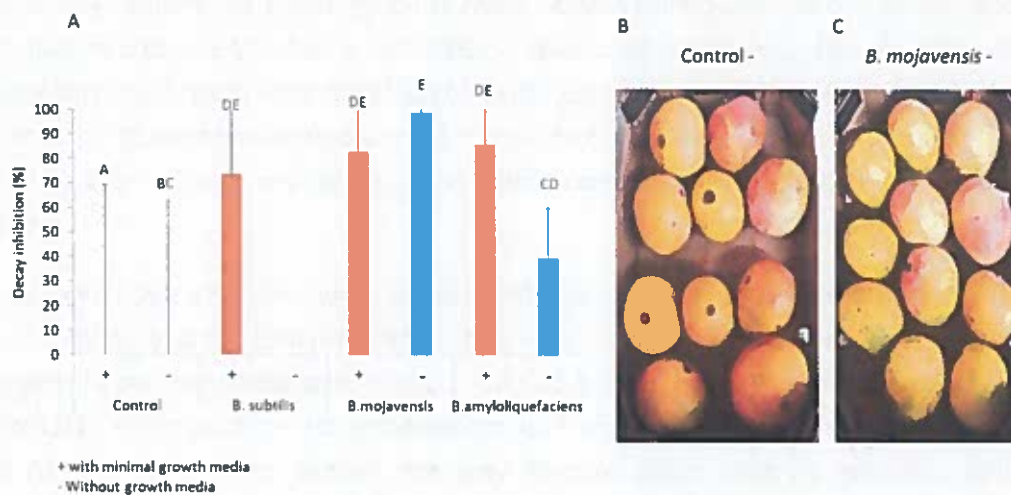 A
B
C
Control -
B. mojavensis -
DE
DE
E
DE
A
BC
CD
Decay inhibition (%)
100
90
80
70
60
50
40
30
20
10
0
+ - + - + - + -
Control B. subtilis B.mojavensis B.amyloliquefaciens
+ with minimal growth media
- Without growth media